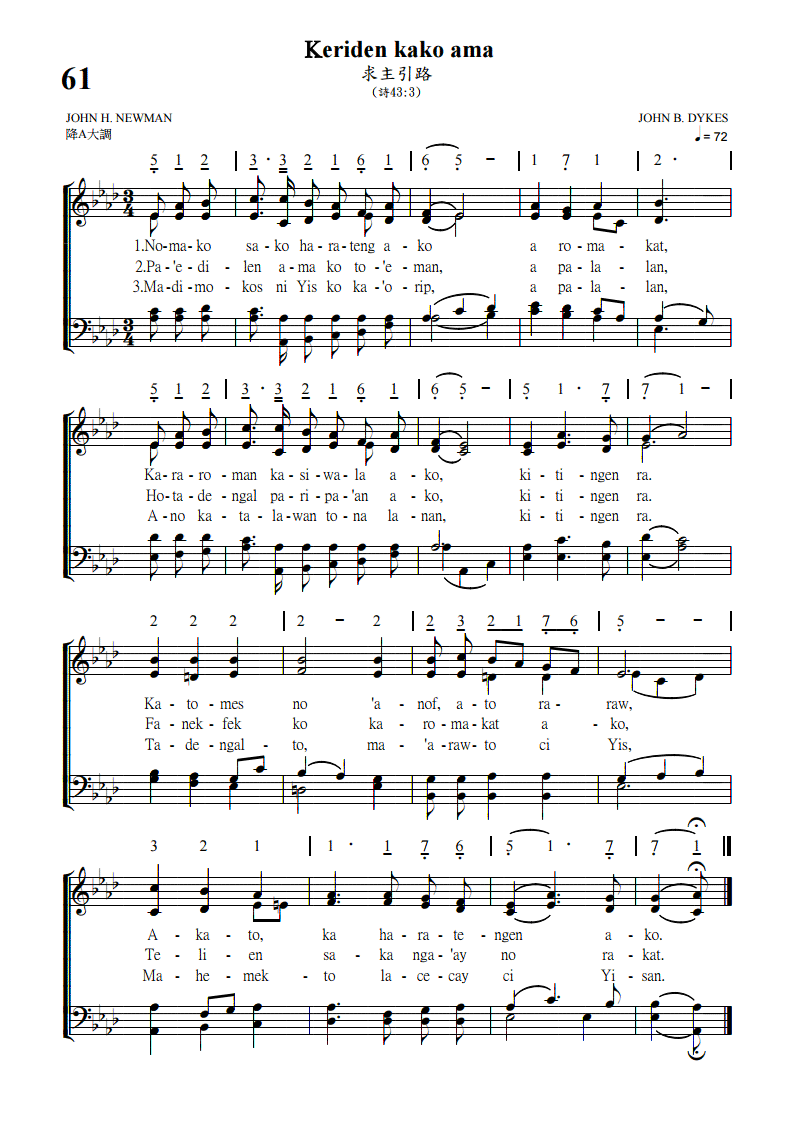 Keriden kako ama
61
求主引路
(詩43:3)
JOHN H. NEWMAN JOHN B. DYKES
降A大調 ♩ = 72
5 1 2 | 3 · 3 2 1 6 1 | 6 5 – | 1 7 1 | 2 · |
3/4
1.No-ma-ko sa-ko ha-ra-teng a-ko a ro-ma-kat,
2.Pa-'e-di-len a-ma-ko to-'e-man, a pa-la-lan,
3.Ma-di-mo-kos ni Yis ko ka-'o-rip, a pa-la-lan,
3/4
5 1 2 | 3 · 3 2 1 6 1 | 6 5 – | 5 1 · 7 | 7 1 – |
Ka-ra-ro-man ka-si-wa-la a-ko, ki-ti-ngen ra.
Ho-ta-de-ngal pa-ri-pa-'an a-ko, ki-ti-ngen ra.
A-no ka-ta-la-wan to-na la-nan, ki-ti-ngen ra.
2 2 2 | 2 – 2 | 2 3 2 1 7 6 | 5 – – |
Ka-to-mes no 'a-nof, a-to ra-raw,
Fa-nek-fek ko ka-ro-ma-kat a-ko,
Ta-de-ngal-to, ma-'a-raw-to ci Yis,
3 2 1 | 1 · 1 7 6 | 5 1 · 7 | 7 1 ||
A-ka-to, ka ha-ra-te-ngen a-ko.
Te-li-en sa-ka nga-'ay no ra-kat.
Ma-he-mek-to la-ce-cay ci Yi-san.